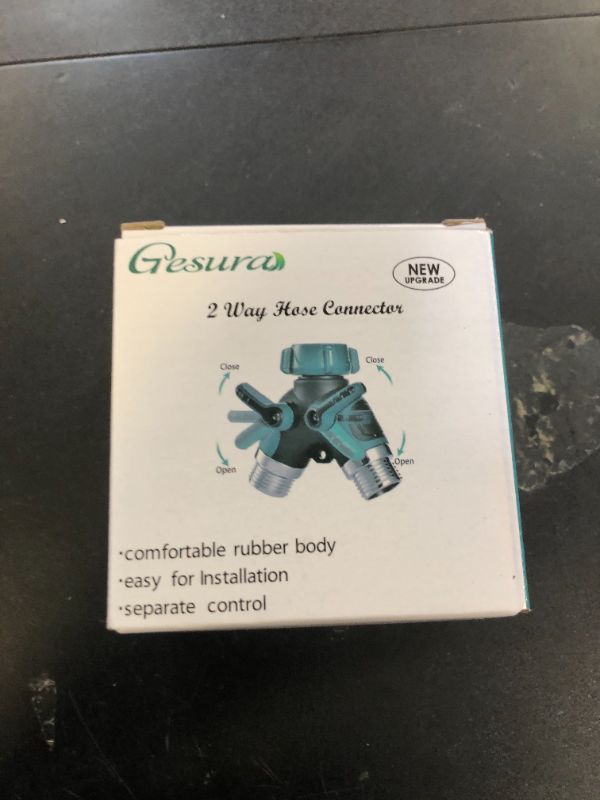 Gesura
NEW
UPGRADE
2 Way Hose Connector
Close
Close
Open
Open
·comfortable rubber body
·easy for Installation
·separate control